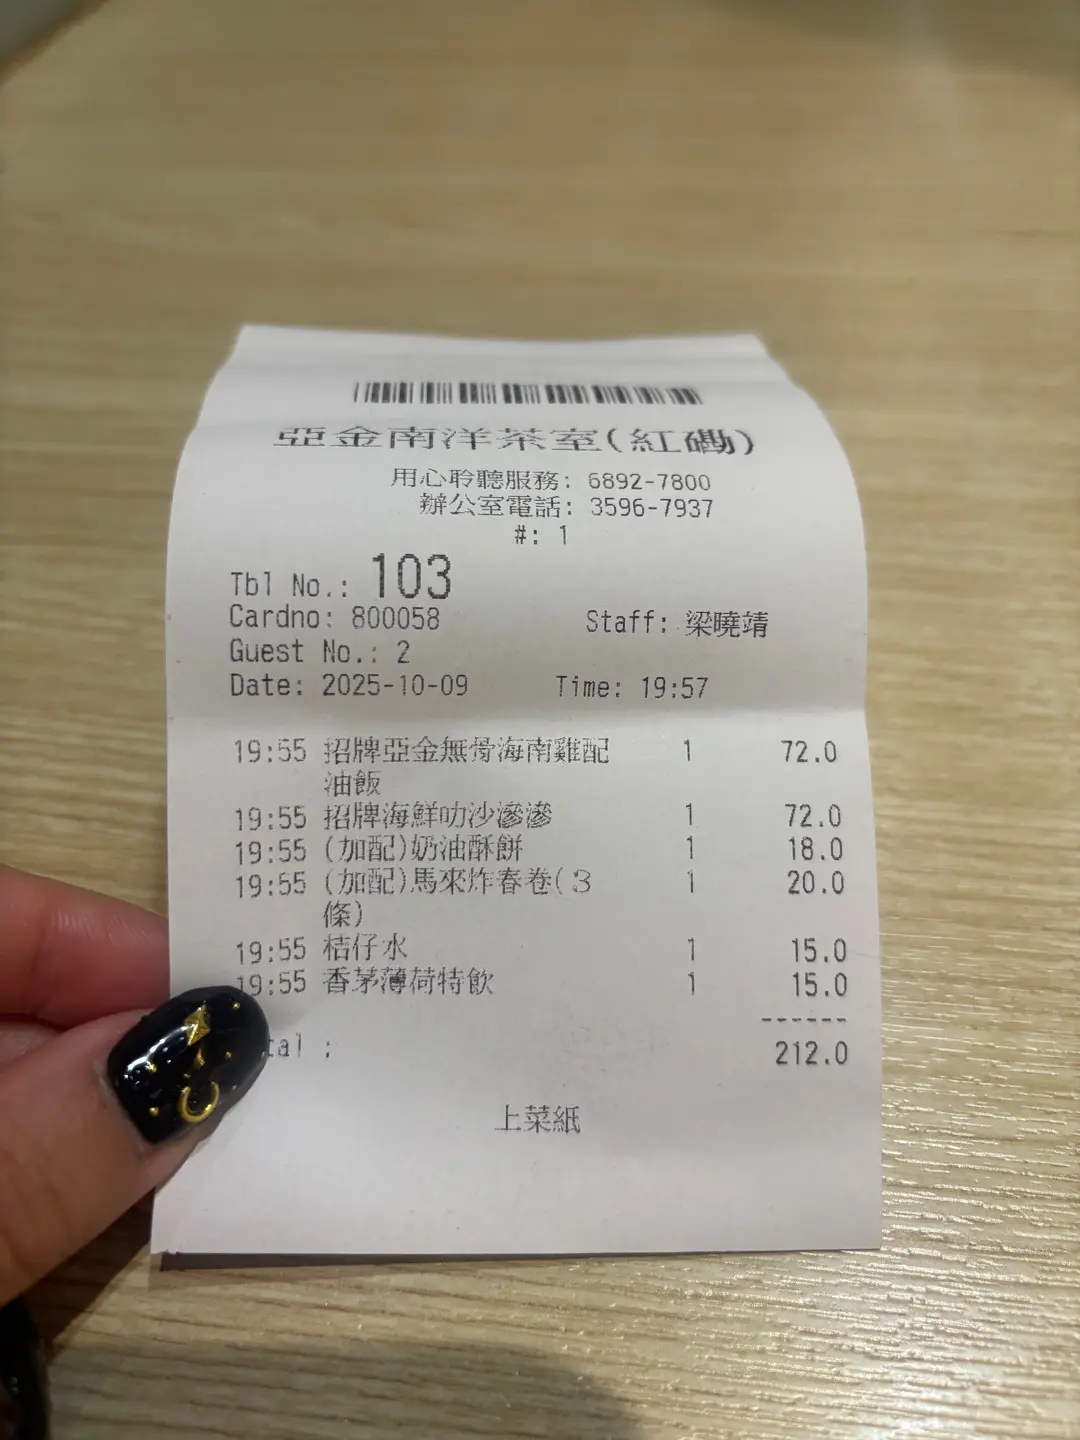 亞金南洋茶室(紅磡)
用心聆聽服務: 6892-7800
辦公室電話: 3596-7937
#: 1
Tbl No.: 103
Cardno: 800058 Staff: 梁曉靖
Guest No.: 2
Date: 2025-10-09 Time: 19:57
19:55 招牌亞金無骨海南雞配 1 72.0
油飯
19:55 招牌海鮮叻沙滲滲 1 72.0
19:55 (加配)奶油酥餅 1 18.0
19:55 (加配)馬來炸春卷(3 1 20.0
條)
19:55 桔仔水 1 15.0
19:55 香茅薄荷特飲 1 15.0
------
tal : 212.0
上菜紙